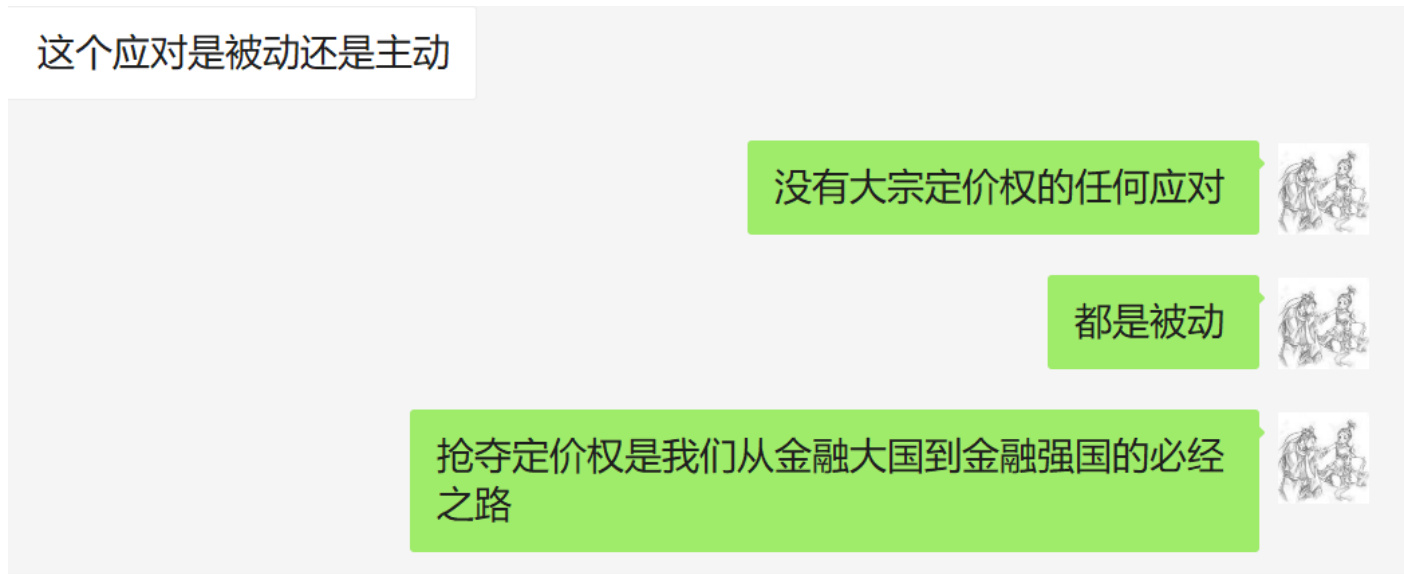 这个应对是被动还是主动
没有大宗定价权的任何应对
都是被动
抢夺定价权是我们从金融大国到金融强国的必经
之路